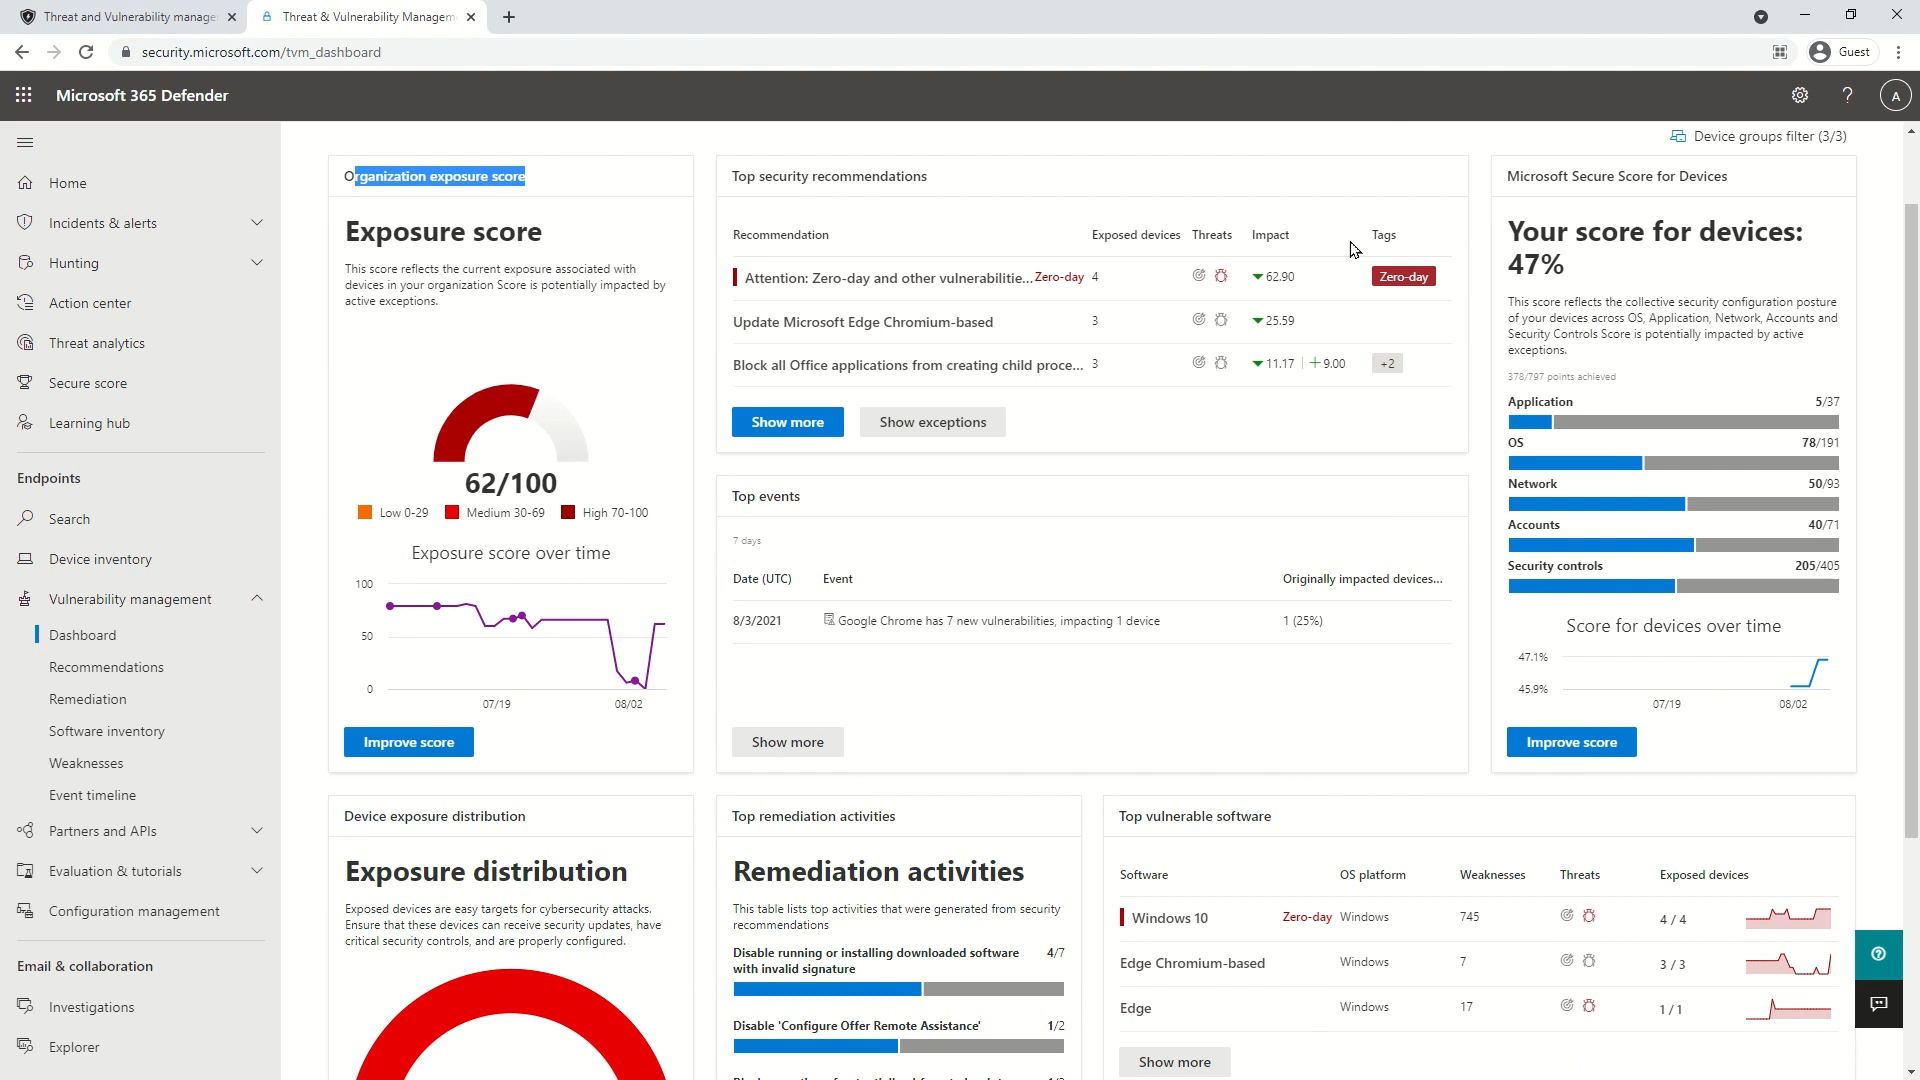 Threat and Vulnerability manage
Threat & Vulnerability Managem
security.microsoft.com/tvm_dashboard
Guest
Microsoft 365 Defender
A
Home
Incidents & alerts
Hunting
Action center
Threat analytics
Secure score
Learning hub
Endpoints
Search
Device inventory
Vulnerability management
Dashboard
Recommendations
Remediation
Software inventory
Weaknesses
Event timeline
Partners and APIs
Evaluation & tutorials
Configuration management
Email & collaboration
Investigations
Explorer
Device groups filter (3/3)
Organization exposure score
Exposure score
This score reflects the current exposure associated with
devices in your organization Score is potentially impacted by
active exceptions.
62/100
Low 0-29 Medium 30-69 High 70-100
Exposure score over time
100
50
0
07/19 08/02
Improve score
Top security recommendations
Recommendation Exposed devices Threats Impact Tags
Attention: Zero-day and other vulnerabilitie... Zero-day 4 62.90 Zero-day
Update Microsoft Edge Chromium-based 3 25.59
Block all Office applications from creating child proce... 3 11.17 +9.00 +2
Show more Show exceptions
Top events
7 days
Date (UTC) Event Originally impacted devices...
8/3/2021 Google Chrome has 7 new vulnerabilities, impacting 1 device 1 (25%)
Show more
Microsoft Secure Score for Devices
Your score for devices:
47%
This score reflects the collective security configuration posture
of your devices across OS, Application, Network, Accounts and
Security Controls Score is potentially impacted by active
exceptions.
378/797 points achieved
Application 5/37
OS 78/191
Network 50/93
Accounts 40/71
Security controls 205/405
Score for devices over time
47.1%
45.9%
07/19 08/02
Improve score
Device exposure distribution
Exposure distribution
Exposed devices are easy targets for cybersecurity attacks.
Ensure that these devices can receive security updates, have
critical security controls, and are properly configured.
Top remediation activities
Remediation activities
This table lists top activities that were generated from security
recommendations
Disable running or installing downloaded software 4/7
with invalid signature
Disable 'Configure Offer Remote Assistance' 1/2
Top vulnerable software
Software OS platform Weaknesses Threats Exposed devices
Windows 10 Zero-day Windows 745 4 / 4
Edge Chromium-based Windows 7 3 / 3
Edge Windows 17 1 / 1
Show more